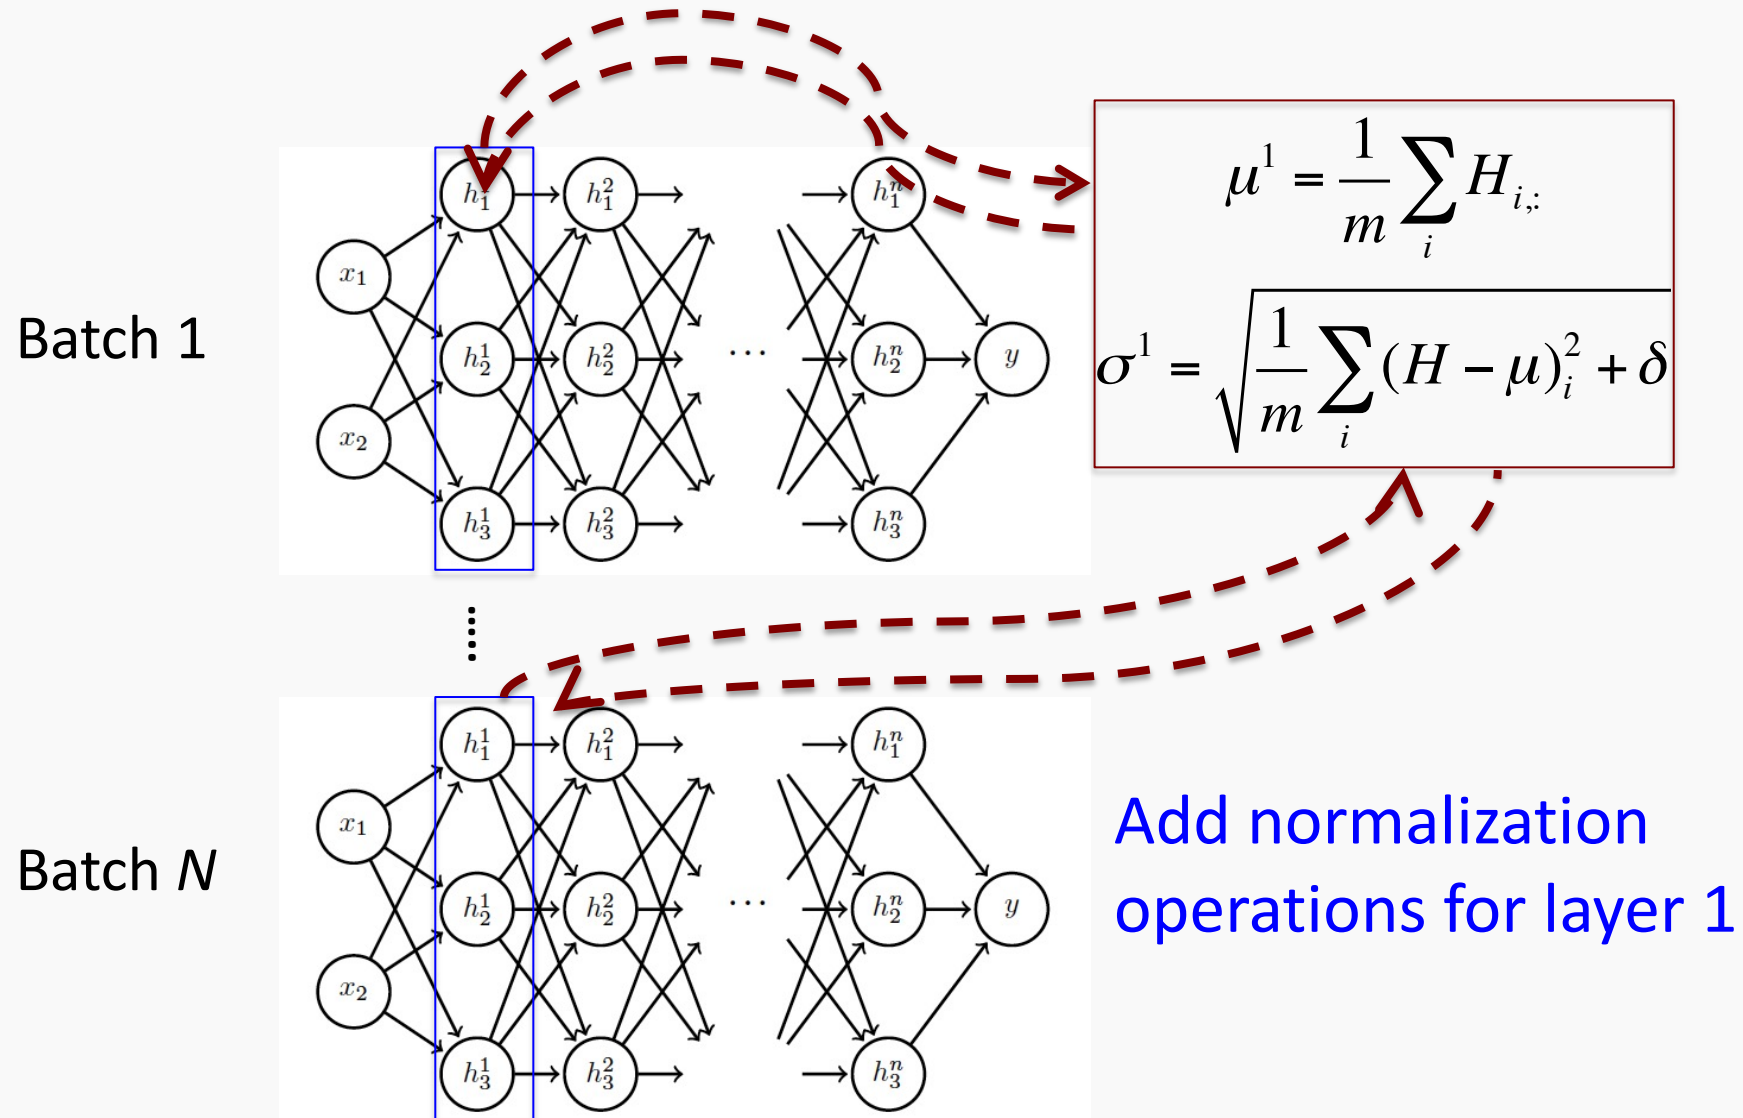 Batch 1
x₁
x₂
h₁¹
h₂¹
h₃¹
h₁²
h₂²
h₃²
...
h₁ⁿ
h₂ⁿ
h₃ⁿ
y
μ¹ = 1/m ∑ᵢ H_{i,:}
σ¹ = √(1/m ∑ᵢ (H − μ)ᵢ² + δ)
Batch N
x₁
x₂
h₁¹
h₂¹
h₃¹
h₁²
h₂²
h₃²
...
h₁ⁿ
h₂ⁿ
h₃ⁿ
y
Add normalization
operations for layer 1